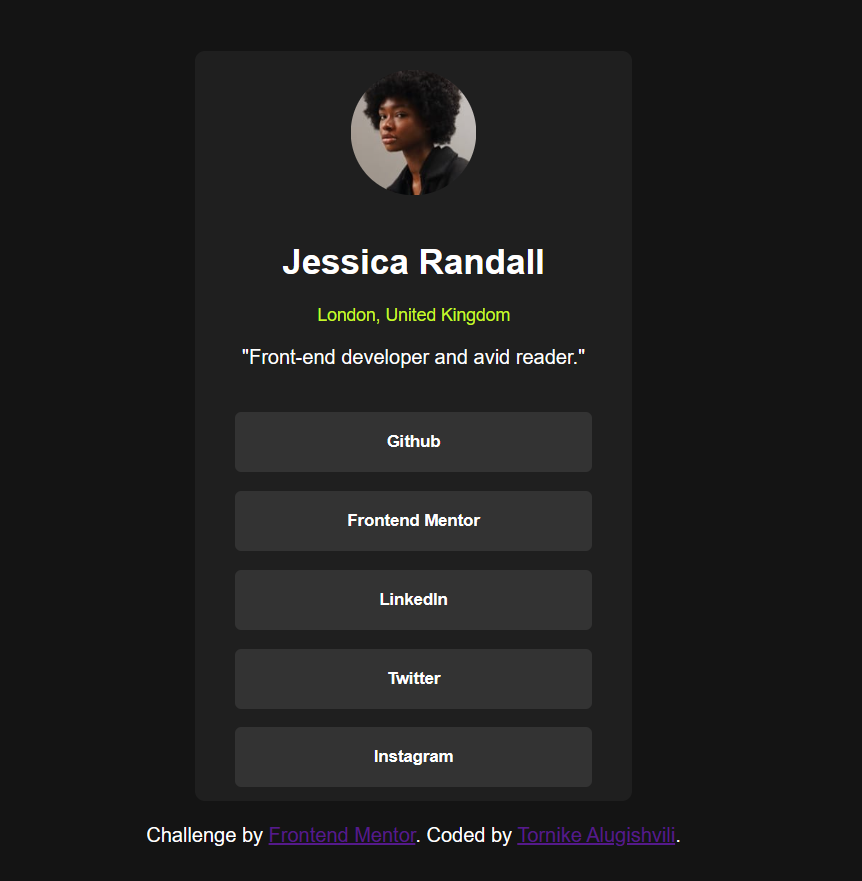 Jessica Randall
London, United Kingdom
"Front-end developer and avid reader."
Github
Frontend Mentor
LinkedIn
Twitter
Instagram
Challenge by Frontend Mentor. Coded by Tornike Alugishvili.